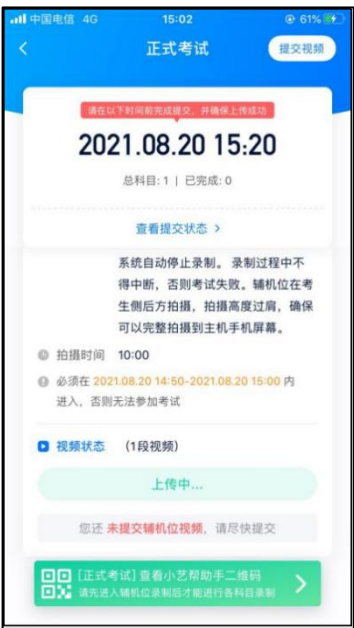 中国电信 4G 15:02 61%
正式考试 提交视频
请在以下时间前完成提交，并确保上传成功
2021.08.20 15:20
总科目: 1 | 已完成: 0
查看提交状态 >
系统自动停止录制。 录制过程中不
得中断，否则考试失败。辅机位在考
生侧后方拍摄，拍摄高度过肩，确保
可以完整拍摄到主机手机屏幕。
拍摄时间 10:00
必须在 2021.08.20 14:50-2021.08.20 15:00 内
进入，否则无法参加考试
视频状态 （1段视频）
上传中...
您还 未提交辅机位视频，请尽快提交
[正式考试] 查看小艺帮助手二维码
请先进入辅机位录制后才能进行各科目录制